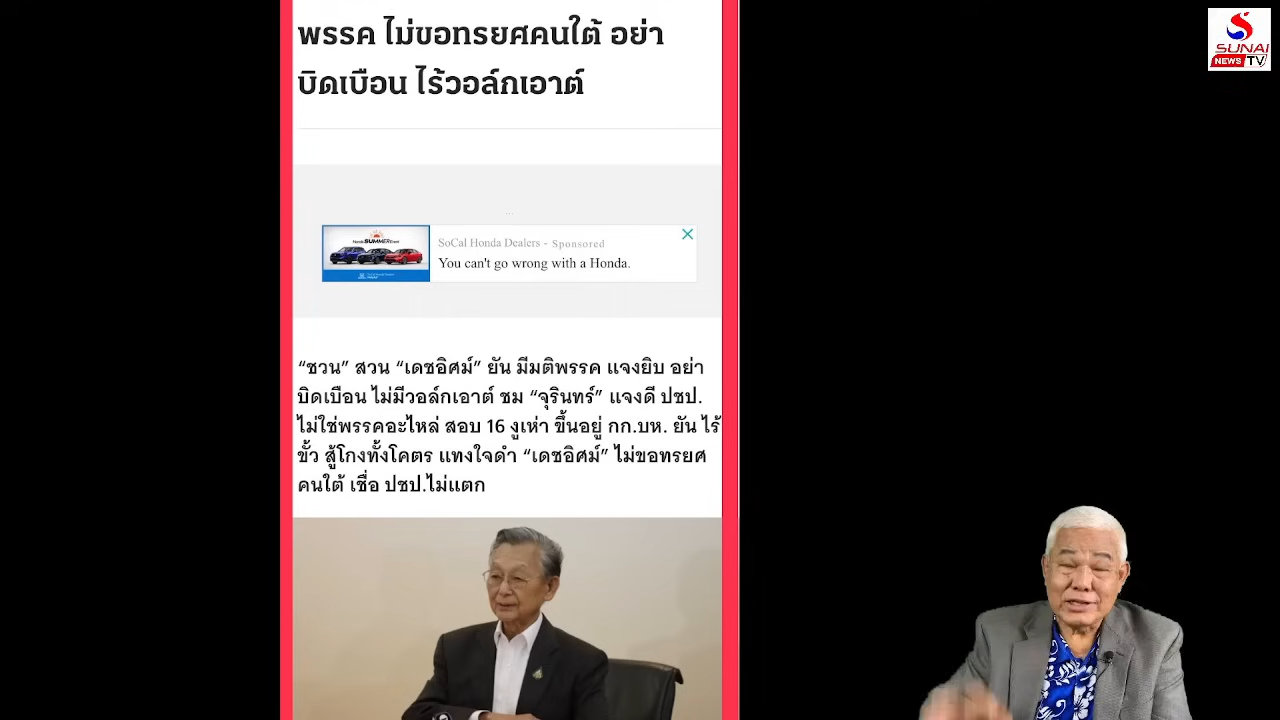 พรรค ไม่ขอทรยศคนใต้ อย่า
บิดเบือน ไร้วอล์กเอาต์
SUNAI
NEWS TV
Honda SUMMER Event
SoCal Honda Dealers - Sponsored
You can't go wrong with a Honda.
“ชวน” สวน “เดชอิศม์” ยัน มีมติพรรค แจงยิบ อย่า
บิดเบือน ไม่มีวอล์กเอาต์ ชม “จุรินทร์” แจงดี ปชป.
ไม่ใช่พรรคอะไหล่ สอบ 16 งูเห่า ขึ้นอยู่ กก.บห. ยัน ไร้
ขั้ว สู้โกงทั้งโคตร แทงใจดำ “เดชอิศม์” ไม่ขอทรยศ
คนใต้ เชื่อ ปชป.ไม่แตก